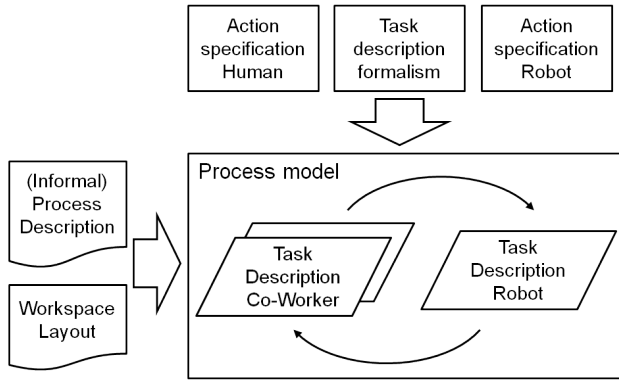 Action
specification
Human
Task
description
formalism
Action
specification
Robot
(Informal)
Process
Description
Workspace
Layout
Process model
Task
Description
Co-Worker
Task
Description
Robot